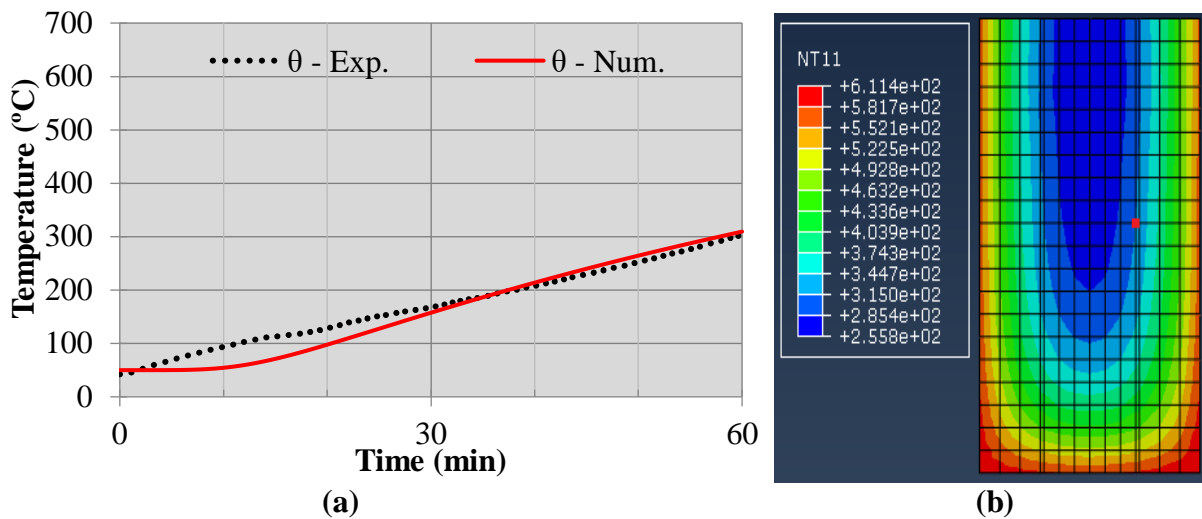 700
600
500
400
300
200
100
0
Temperature (ºC)
θ - Exp.
θ - Num.
0
30
60
Time (min)
(a)
NT11
+6.114e+02
+5.817e+02
+5.521e+02
+5.225e+02
+4.928e+02
+4.632e+02
+4.336e+02
+4.039e+02
+3.743e+02
+3.447e+02
+3.150e+02
+2.854e+02
+2.558e+02
(b)